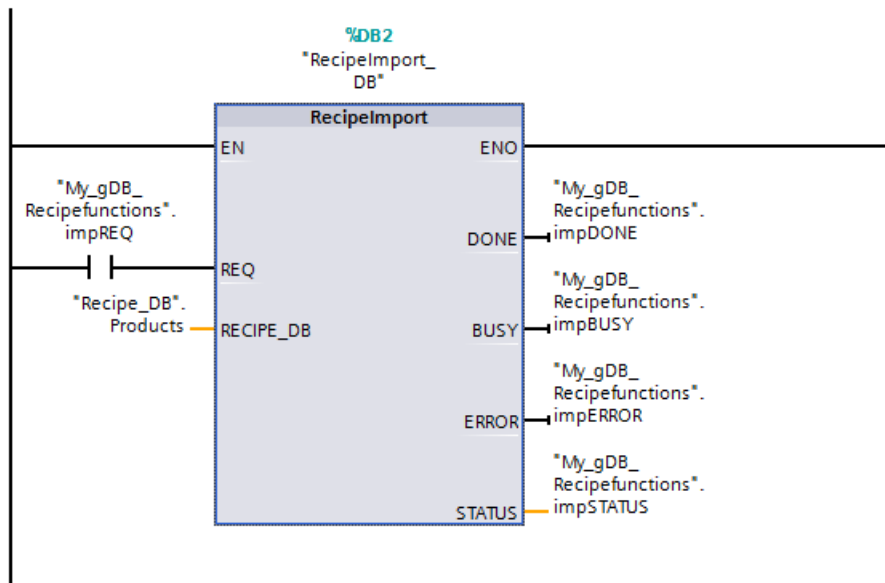 %DB2
"RecipeImport_
DB"
RecipeImport
EN
ENO
"My_gDB_
Recipefunctions".
impREQ
REQ
"Recipe_DB".
Products
RECIPE_DB
DONE
"My_gDB_
Recipefunctions".
impDONE
BUSY
"My_gDB_
Recipefunctions".
impBUSY
ERROR
"My_gDB_
Recipefunctions".
impERROR
STATUS
"My_gDB_
Recipefunctions".
impSTATUS